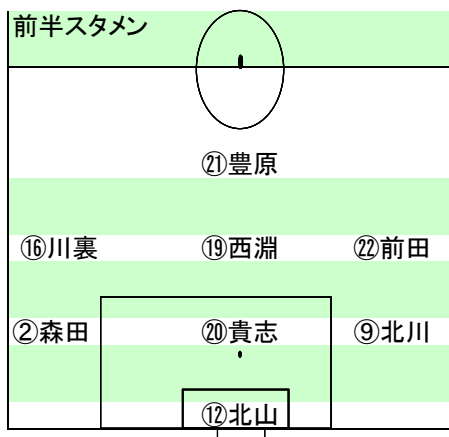 前半スタメン
㉑豊原
⑯川裏 ⑲西淵 ㉒前田
②森田 ⑳貴志 ⑨北川
⑫北山